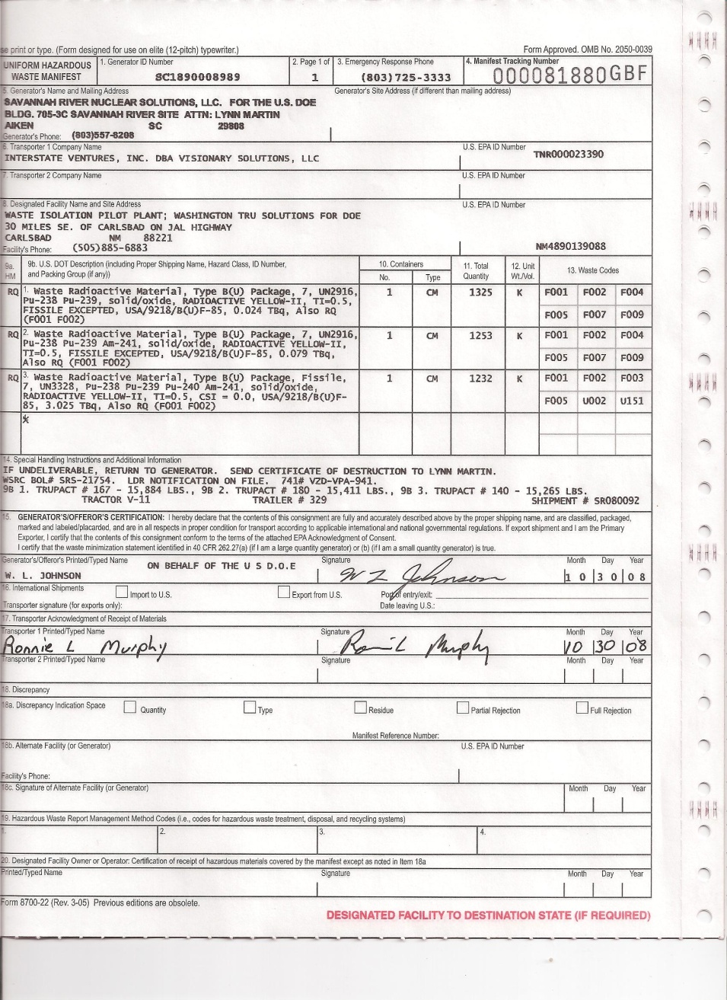 se print or type. (Form designed for use on elite (12-pitch) typewriter.) Form Approved. OMB No. 2050-0039
UNIFORM HAZARDOUS WASTE MANIFEST
1. Generator ID Number
SC1890008989
2. Page 1 of
1
3. Emergency Response Phone
(803)725-3333
4. Manifest Tracking Number
000081880GBF
5. Generator's Name and Mailing Address Generator's Site Address (if different than mailing address)
SAVANNAH RIVER NUCLEAR SOLUTIONS, LLC. FOR THE U.S. DOE
BLDG. 705-3C SAVANNAH RIVER SITE ATTN: LYNN MARTIN
AIKEN SC 29808
Generator's Phone: (803)557-8208
6. Transporter 1 Company Name U.S. EPA ID Number
INTERSTATE VENTURES, INC. DBA VISIONARY SOLUTIONS, LLC TNR000023390
7. Transporter 2 Company Name U.S. EPA ID Number
8. Designated Facility Name and Site Address U.S. EPA ID Number
WASTE ISOLATION PILOT PLANT; WASHINGTON TRU SOLUTIONS FOR DOE
30 MILES SE. OF CARLSBAD ON JAL HIGHWAY
CARLSBAD NM 88221
Facility's Phone: (505)885-6883 NM4890139088
9a. HM
9b. U.S. DOT Description (including Proper Shipping Name, Hazard Class, ID Number,
and Packing Group (if any))
10. Containers
No. Type
11. Total Quantity
12. Unit Wt./Vol.
13. Waste Codes
RQ 1. Waste Radioactive Material, Type B(U) Package, 7, UN2916, 1 CM 1325 K F001 F002 F004
Pu-238 Pu-239, solid/oxide, RADIOACTIVE YELLOW-II, TI=0.5,
FISSILE EXCEPTED, USA/9218/B(U)F-85, 0.024 TBq, Also RQ F005 F007 F009
(F001 F002)
RQ 2. Waste Radioactive Material, Type B(U) Package, 7, UN2916, 1 CM 1253 K F001 F002 F004
Pu-238 Pu-239 Am-241, solid/oxide, RADIOACTIVE YELLOW-II,
TI=0.5, FISSILE EXCEPTED, USA/9218/B(U)F-85, 0.079 TBq, F005 F007 F009
Also RQ (F001 F002)
RQ 3. Waste Radioactive Material, Type B(U) Package, Fissile, 1 CM 1232 K F001 F002 F003
7, UN3328, Pu-238 Pu-239 Pu-240 Am-241, solid/oxide,
RADIOACTIVE YELLOW-II, TI=0.5, CSI = 0.0, USA/9218/B(U)F- F005 U002 U151
85, 3.025 TBq, Also RQ (F001 F002)
14. Special Handling Instructions and Additional Information
IF UNDELIVERABLE, RETURN TO GENERATOR. SEND CERTIFICATE OF DESTRUCTION TO LYNN MARTIN.
WSRC BOL# SRS-21754. LDR NOTIFICATION ON FILE. 741# VZD-VPA-941.
9B 1. TRUPACT # 167 - 15,884 LBS., 9B 2. TRUPACT # 180 - 15,411 LBS., 9B 3. TRUPACT # 140 - 15,265 LBS.
TRACTOR V-11 TRAILER # 329 SHIPMENT # SR080092
15. GENERATOR'S/OFFEROR'S CERTIFICATION: I hereby declare that the contents of this consignment are fully and accurately described above by the proper shipping name, and are classified, packaged,
marked and labeled/placarded, and are in all respects in proper condition for transport according to applicable international and national governmental regulations. If export shipment and I am the Primary
Exporter, I certify that the contents of this consignment conform to the terms of the attached EPA Acknowledgment of Consent.
I certify that the waste minimization statement identified in 40 CFR 262.27(a) (if I am a large quantity generator) or (b) (if I am a small quantity generator) is true.
Generator's/Offeror's Printed/Typed Name Signature Month Day Year
ON BEHALF OF THE U S D.O.E
W. L. JOHNSON W L Johnson 10 30 08
16. International Shipments Import to U.S. Export from U.S. Port of entry/exit:
Transporter signature (for exports only): Date leaving U.S.:
17. Transporter Acknowledgment of Receipt of Materials
Transporter 1 Printed/Typed Name Signature Month Day Year
Ronnie L Murphy Ronnie L Murphy 10 30 08
Transporter 2 Printed/Typed Name Signature Month Day Year
18. Discrepancy
18a. Discrepancy Indication Space Quantity Type Residue Partial Rejection Full Rejection
Manifest Reference Number:
18b. Alternate Facility (or Generator) U.S. EPA ID Number
Facility's Phone:
18c. Signature of Alternate Facility (or Generator) Month Day Year
19. Hazardous Waste Report Management Method Codes (i.e., codes for hazardous waste treatment, disposal, and recycling systems)
1. 2. 3. 4.
20. Designated Facility Owner or Operator: Certification of receipt of hazardous materials covered by the manifest except as noted in Item 18a
Printed/Typed Name Signature Month Day Year
Form 8700-22 (Rev. 3-05) Previous editions are obsolete.
DESIGNATED FACILITY TO DESTINATION STATE (IF REQUIRED)